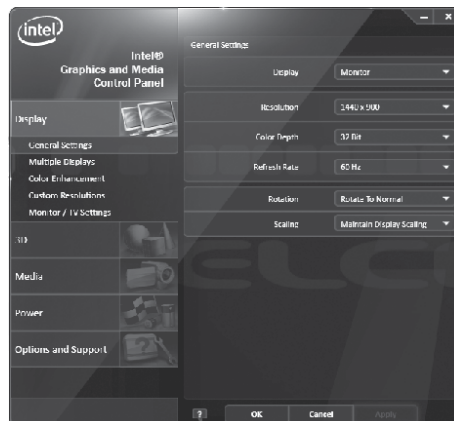 intel
Intel®
Graphics and Media
Control Panel
Display
General Settings
Multiple Displays
Color Enhancement
Custom Resolutions
Monitor / TV Settings
3D
Media
Power
Options and Support
General Settings
Display Monitor
Resolution 1440 x 900
Color Depth 32 Bit
Refresh Rate 60 Hz
Rotation Rotate To Normal
Scaling Maintain Display Scaling
? OK Cancel Apply